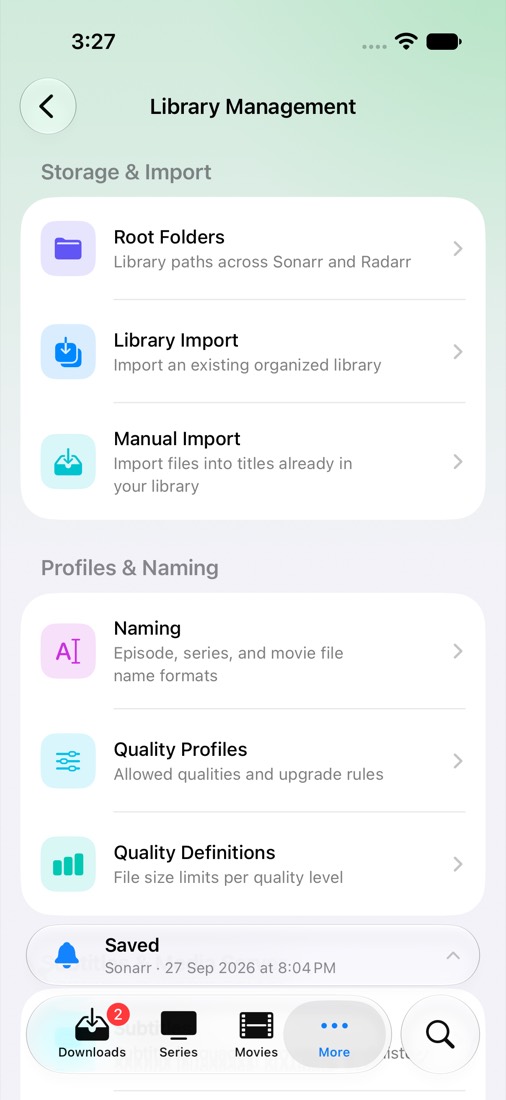 3:27
Library Management
Storage & Import
Root Folders
Library paths across Sonarr and Radarr
Library Import
Import an existing organized library
Manual Import
Import files into titles already in
your library
Profiles & Naming
Naming
Episode, series, and movie file
name formats
Quality Profiles
Allowed qualities and upgrade rules
Quality Definitions
File size limits per quality level
Saved
Sonarr · 27 Sep 2026 at 8:04 PM
2
Downloads
Series
Movies
More